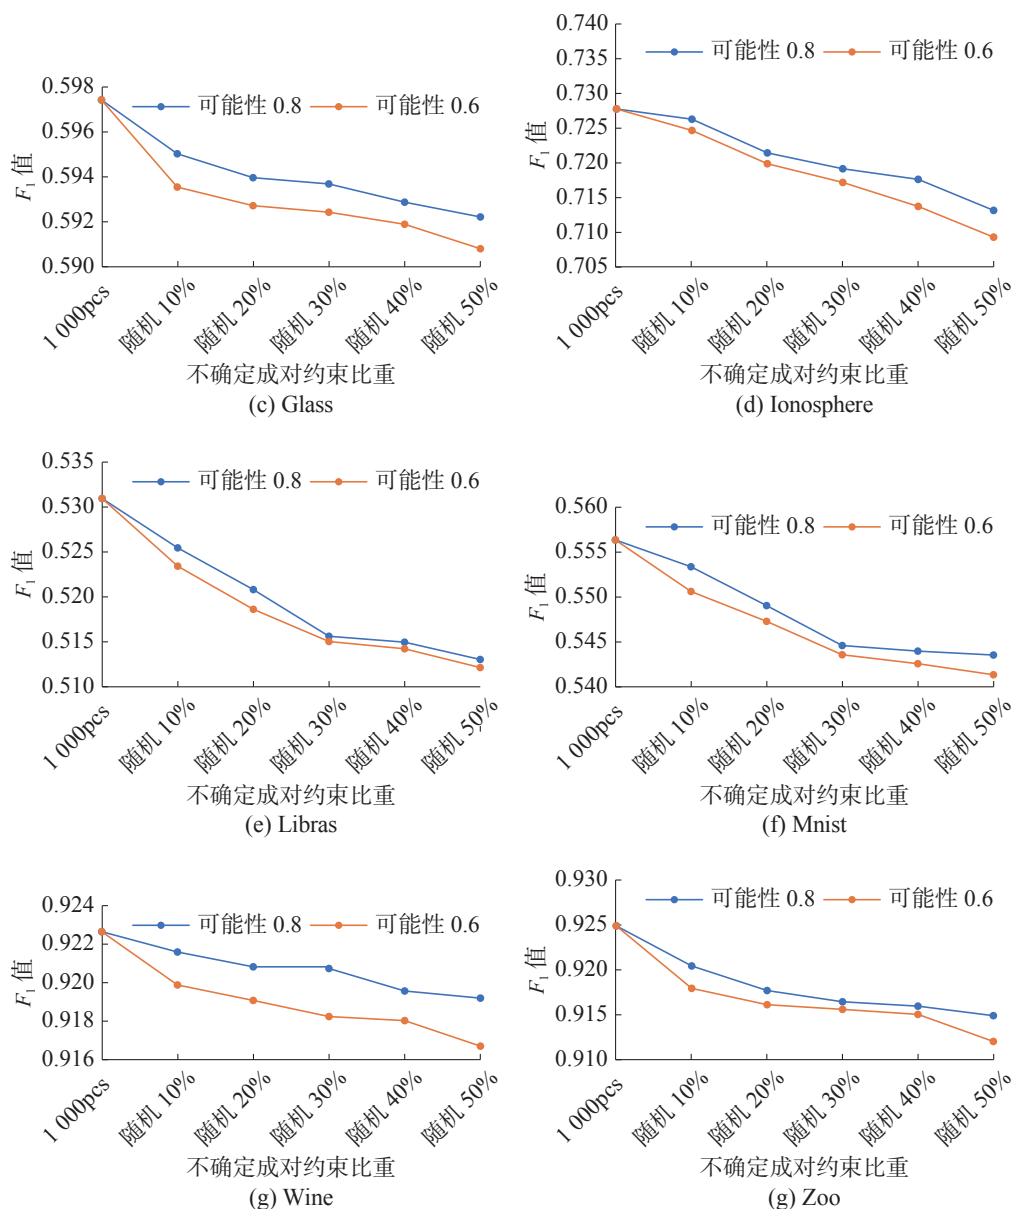 可能性 0.8 可能性 0.6
0.598
0.596
0.594
0.592
0.590
F₁ 值
1 000pcs 随机 10% 随机 20% 随机 30% 随机 40% 随机 50%
不确定成对约束比重
(c) Glass
0.740
0.735
0.730
0.725
0.720
0.715
0.710
0.705
F₁ 值
可能性 0.8 可能性 0.6
1 000pcs 随机 10% 随机 20% 随机 30% 随机 40% 随机 50%
不确定成对约束比重
(d) Ionosphere
0.535
0.530
0.525
0.520
0.515
0.510
F₁ 值
可能性 0.8 可能性 0.6
1 000pcs 随机 10% 随机 20% 随机 30% 随机 40% 随机 50%
不确定成对约束比重
(e) Libras
0.560
0.555
0.550
0.545
0.540
F₁ 值
可能性 0.8 可能性 0.6
1 000pcs 随机 10% 随机 20% 随机 30% 随机 40% 随机 50%
不确定成对约束比重
(f) Mnist
0.924
0.922
0.920
0.918
0.916
F₁ 值
可能性 0.8 可能性 0.6
1 000pcs 随机 10% 随机 20% 随机 30% 随机 40% 随机 50%
不确定成对约束比重
(g) Wine
0.930
0.925
0.920
0.915
0.910
F₁ 值
可能性 0.8 可能性 0.6
1 000pcs 随机 10% 随机 20% 随机 30% 随机 40% 随机 50%
不确定成对约束比重
(g) Zoo